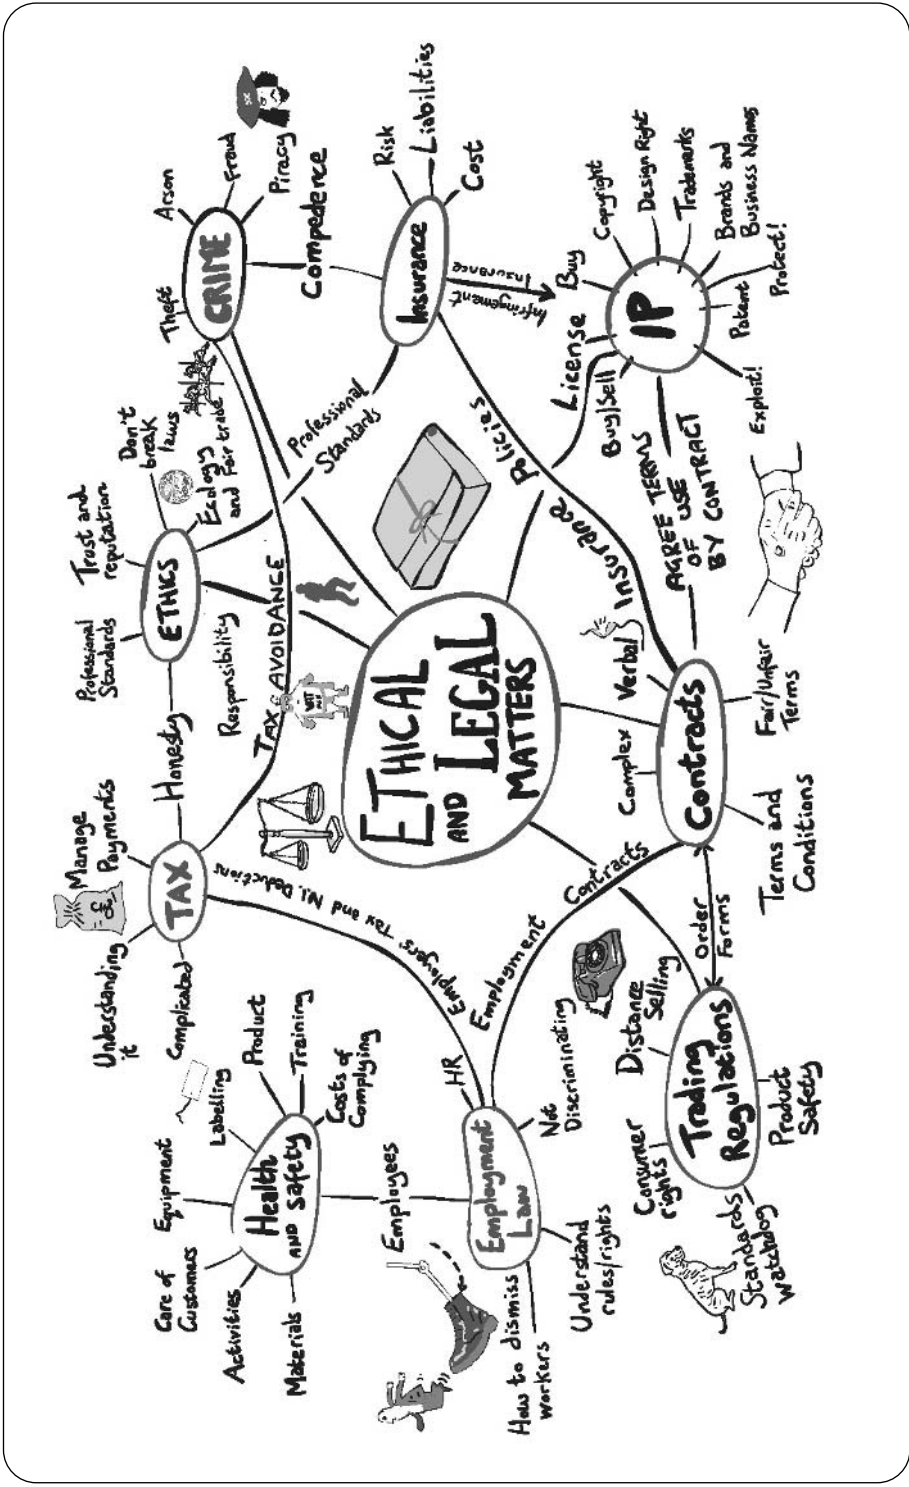 ETHICAL
AND LEGAL
MATTERS
Health
AND Safety
Care of
Customers
Equipment
Labelling
Product
Training
Costs of
Complying
Activities
Materials
Employees
TAX
Understanding
it
Manage
Payments
£
Complicated
Honesty
Employers Tax and N.I. Deductions
TAX AVOIDANCE
ETHICS
Professional
Standards
Trust and
reputation
Don't
break
laws
Ecology
and Fair trade
Responsibility
Professional
Standards
CRIME
Theft
Arson
Fraud
Piracy
Compedence
Insurance
Risk
Liabilities
Cost
Infringement
Insurance
Insurance Policies
IP
License
Buy
Copyright
Design Right
Trademarks
Brands and
Business Names
Protect!
Patent
Exploit!
Buy/Sell
AGREE TERMS
OF USE
BY CONTRACT
Contracts
Complex
Verbal
Fair/Unfair
Terms
Terms and
Conditions
Order
Forms
Employment Contracts
Employment
Law
HR
Not
Discriminating
Understand
rules/rights
How to dismiss
workers
Trading
Regulations
Consumer
rights
Distance
Selling
Product
Safety
Standards
Watchdog